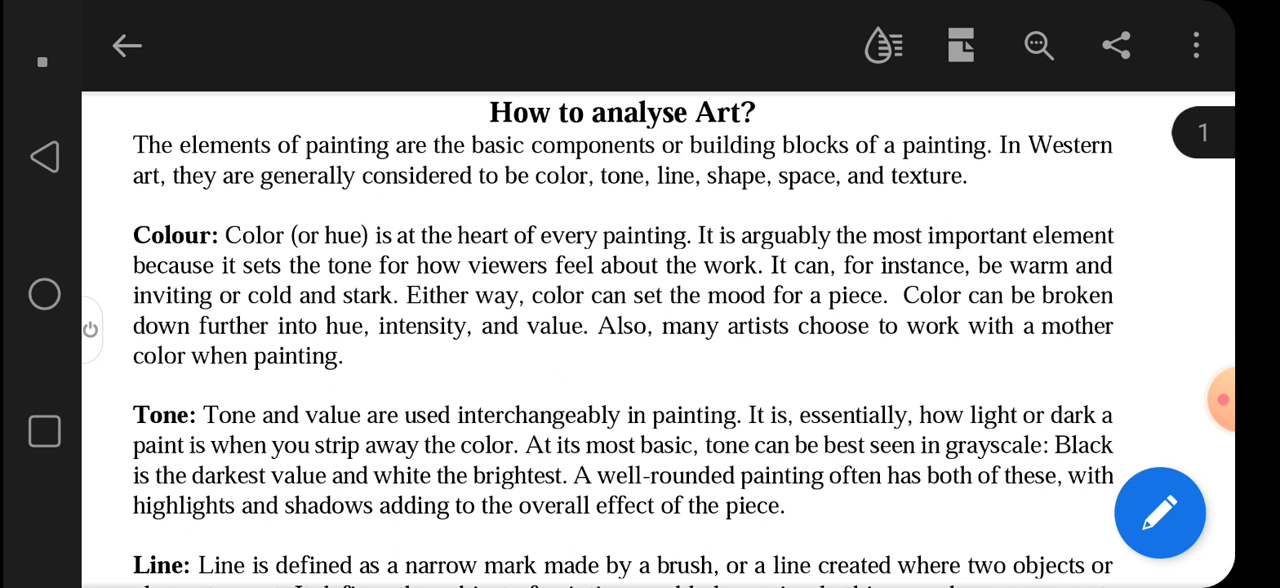 How to analyse Art?
1
The elements of painting are the basic components or building blocks of a painting. In Western
art, they are generally considered to be color, tone, line, shape, space, and texture.
Colour: Color (or hue) is at the heart of every painting. It is arguably the most important element
because it sets the tone for how viewers feel about the work. It can, for instance, be warm and
inviting or cold and stark. Either way, color can set the mood for a piece.  Color can be broken
down further into hue, intensity, and value. Also, many artists choose to work with a mother
color when painting.
Tone: Tone and value are used interchangeably in painting. It is, essentially, how light or dark a
paint is when you strip away the color. At its most basic, tone can be best seen in grayscale: Black
is the darkest value and white the brightest. A well-rounded painting often has both of these, with
highlights and shadows adding to the overall effect of the piece.
Line: Line is defined as a narrow mark made by a brush, or a line created where two objects or